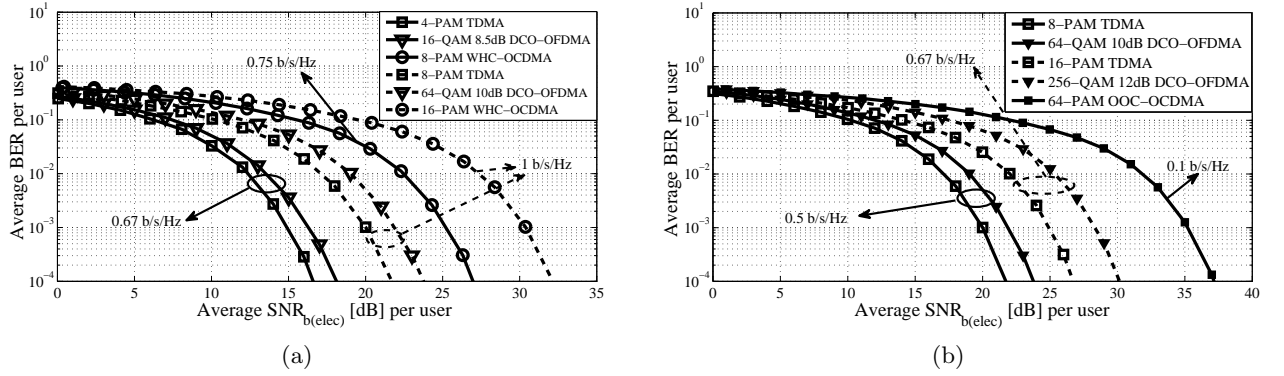 4−PAM TDMA
16−QAM 8.5dB DCO−OFDMA
8−PAM WHC−OCDMA
8−PAM TDMA
64−QAM 10dB DCO−OFDMA
16−PAM WHC−OCDMA
0.75 b/s/Hz
1 b/s/Hz
0.67 b/s/Hz
10^1
10^0
10^−1
10^−2
10^−3
10^−4
Average BER per user
0 5 10 15 20 25 30 35
Average SNR_b(elec) [dB] per user
(a)
8−PAM TDMA
64−QAM 10dB DCO−OFDMA
16−PAM TDMA
256−QAM 12dB DCO−OFDMA
64−PAM OOC−OCDMA
0.67 b/s/Hz
0.1 b/s/Hz
0.5 b/s/Hz
10^1
10^0
10^−1
10^−2
10^−3
10^−4
Average BER per user
0 5 10 15 20 25 30 35 40
Average SNR_b(elec) [dB] per user
(b)